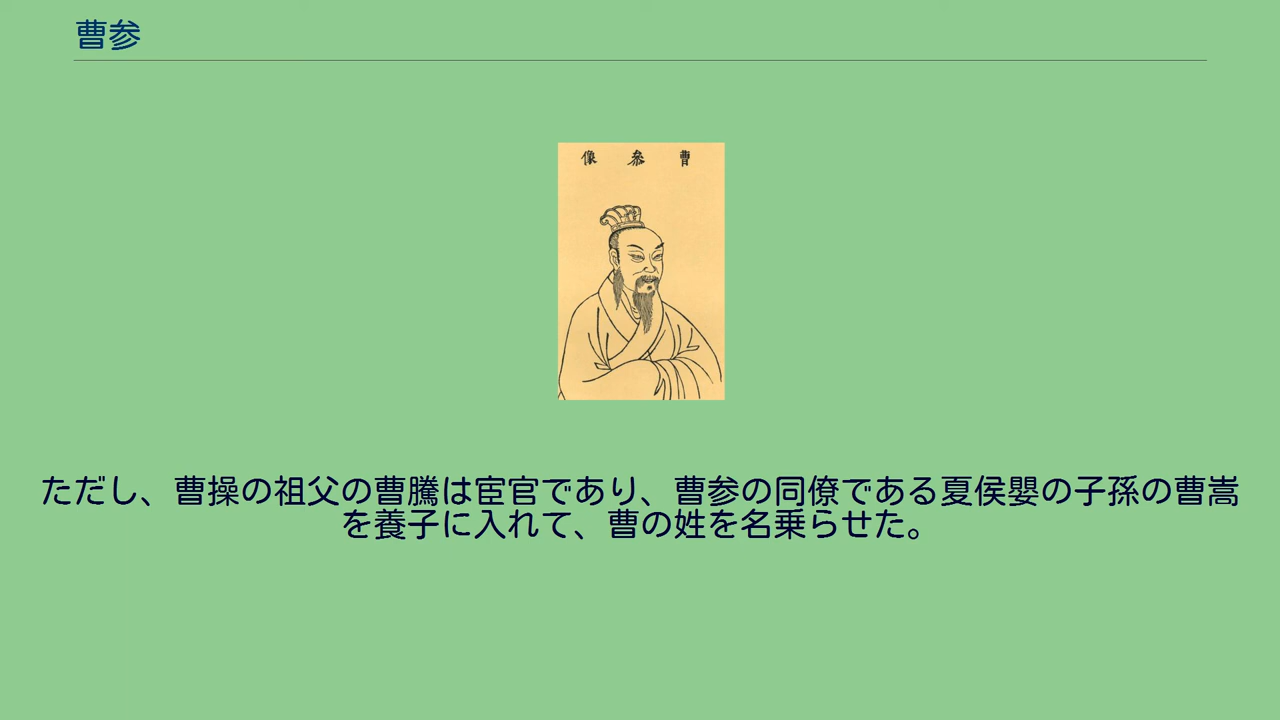 曹参
像 參 曹
ただし、曹操の祖父の曹騰は宦官であり、曹参の同僚である夏侯嬰の子孫の曹嵩
を養子に入れて、曹の姓を名乗らせた。